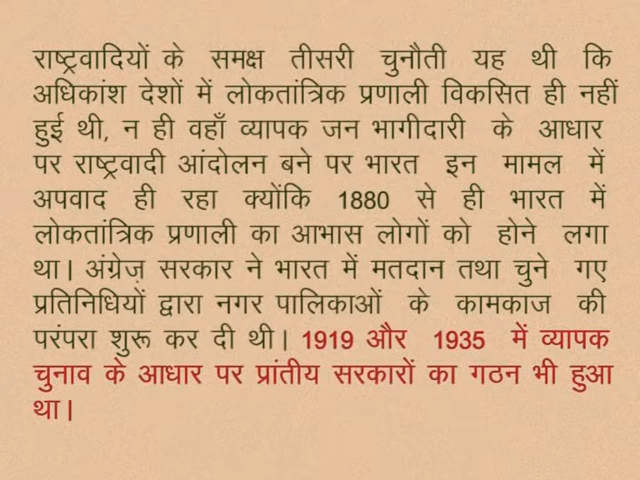 राष्ट्रवादियों के समक्ष तीसरी चुनौती यह थी कि
अधिकांश देशों में लोकतांत्रिक प्रणाली विकसित ही नहीं
हुई थी, न ही वहाँ व्यापक जन भागीदारी के आधार
पर राष्ट्रवादी आंदोलन बने पर भारत इन मामल में
अपवाद ही रहा क्योंकि 1880 से ही भारत में
लोकतांत्रिक प्रणाली का आभास लोगों को होने लगा
था। अंग्रेज़ सरकार ने भारत में मतदान तथा चुने गए
प्रतिनिधियों द्वारा नगर पालिकाओं के कामकाज की
परंपरा शुरू कर दी थी। 1919 और 1935 में व्यापक
चुनाव के आधार पर प्रांतीय सरकारों का गठन भी हुआ
था।